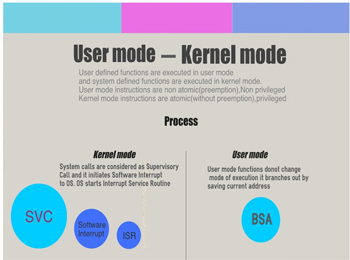 User mode – Kernel mode
User defined functions are executed in user mode
and system defined functions are executed in kernel mode.
User mode instructions are non atomic(preemption),Non privileged
Kernel mode instructions are atomic(without preemption),privileged
Process
Kernel mode
System calls are considered as Supervisory
Call and it initiates Software Interrupt
to OS. OS starts Interrupt Service Routine
SVC
Software
Interrupt
ISR
User mode
User mode functions donot change
mode of execution it branches out by
saving current address
BSA